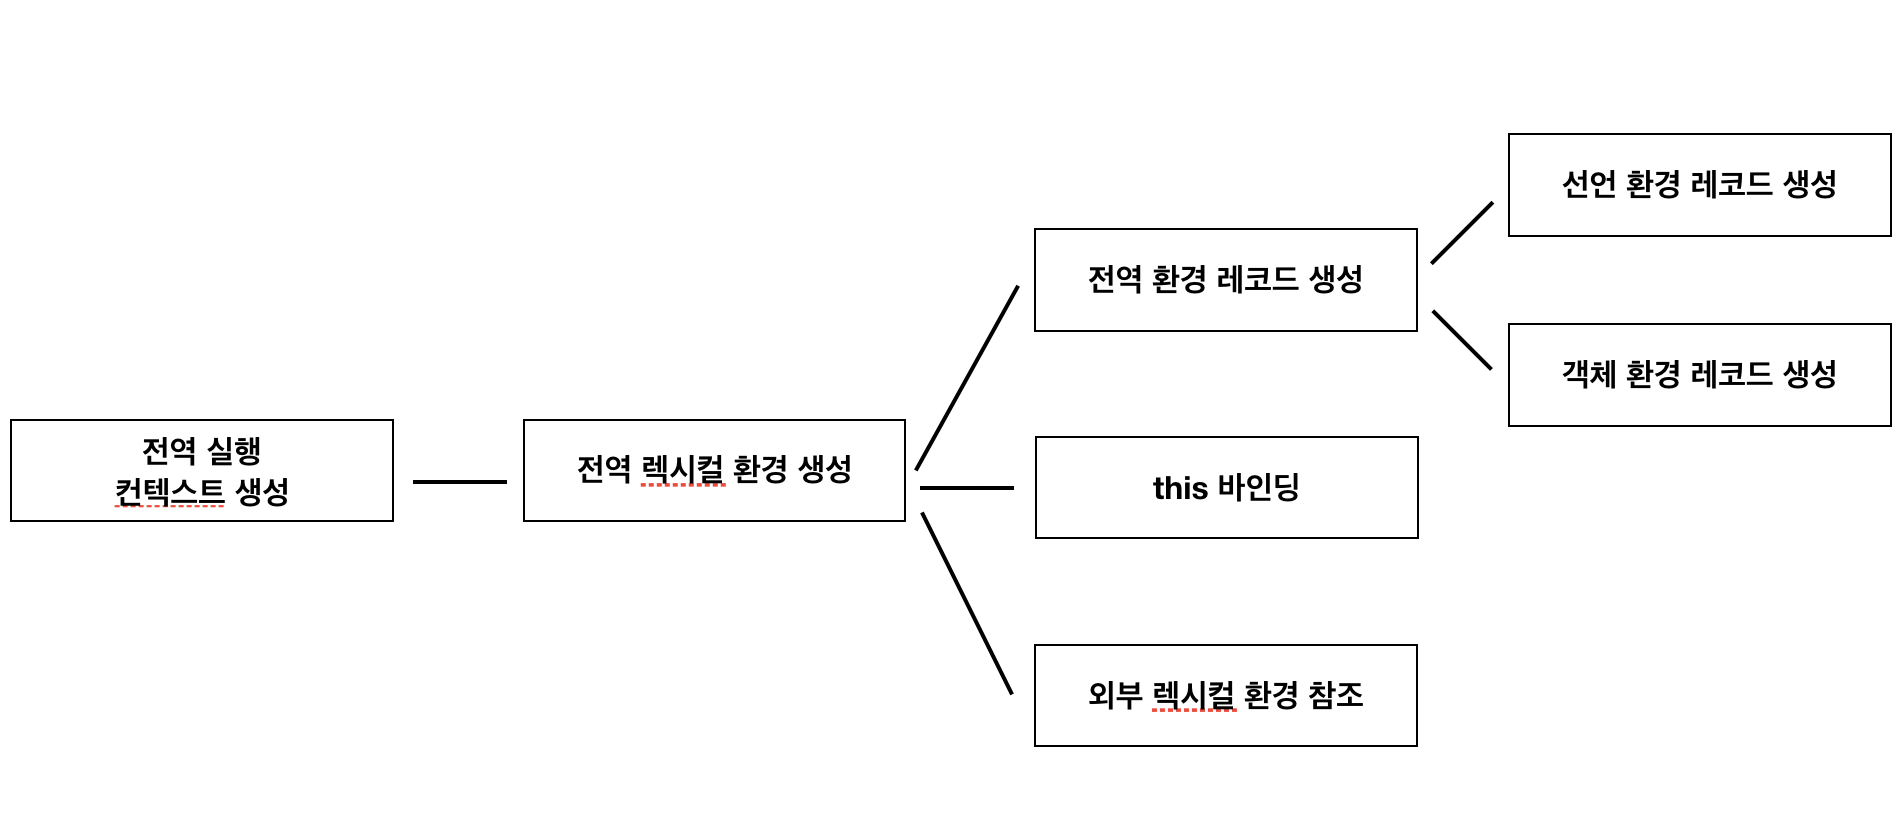 전역 실행
컨텍스트 생성
전역 렉시컬 환경 생성
전역 환경 레코드 생성
선언 환경 레코드 생성
객체 환경 레코드 생성
this 바인딩
외부 렉시컬 환경 참조